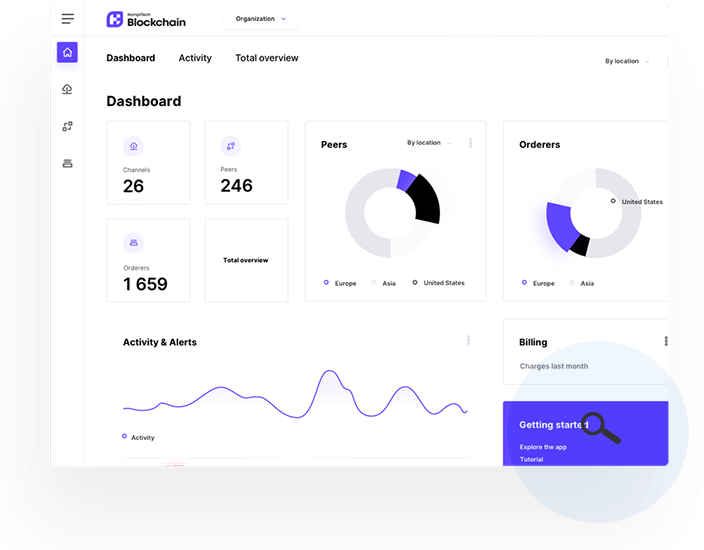 KompiTech
Blockchain
Organization
Dashboard
Activity
Total overview
By location
Dashboard
Channels
26
Peers
246
Orderers
1 659
Total overview
Peers
By location
Europe
Asia
United States
Orderers
United States
Europe
Asia
Activity & Alerts
Activity
Billing
Charges last month
Getting started
Explore the app
Tutorial